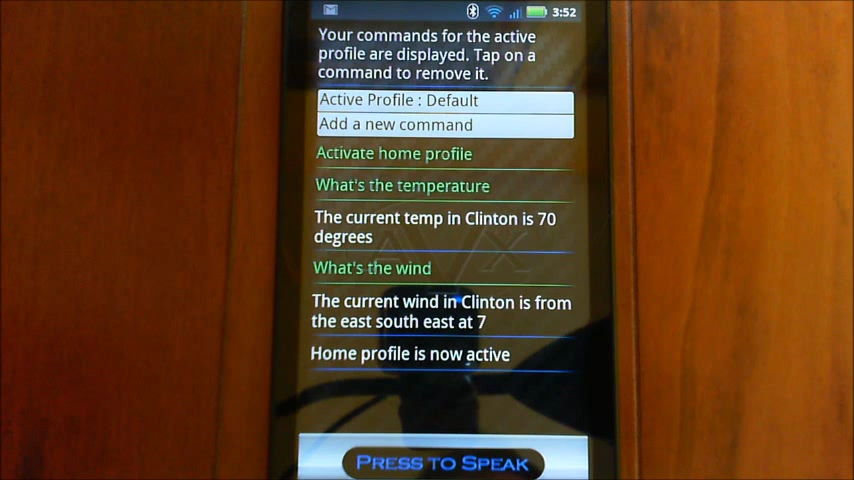 3:52
Your commands for the active
profile are displayed. Tap on a
command to remove it.
Active Profile : Default
Add a new command
Activate home profile
What's the temperature
The current temp in Clinton is 70
degrees
What's the wind
The current wind in Clinton is from
the east south east at 7
Home profile is now active
PRESS TO SPEAK